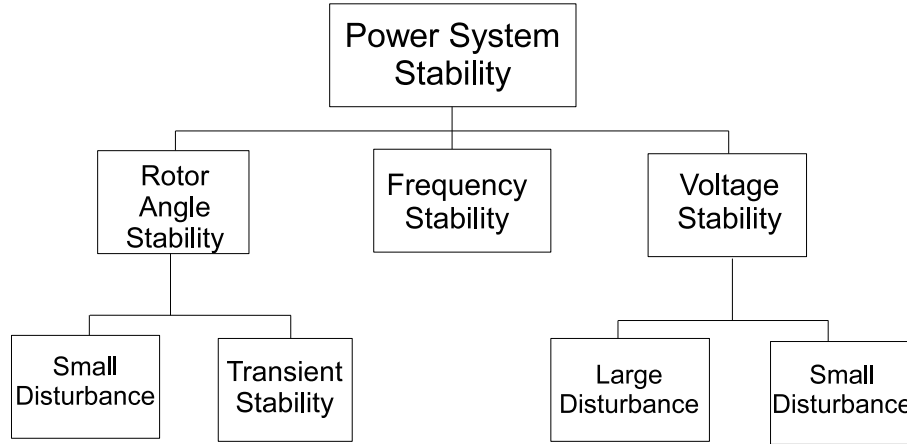 Power System
Stability
Rotor
Angle
Stability
Frequency
Stability
Voltage
Stability
Small
Disturbance
Transient
Stability
Large
Disturbance
Small
Disturbance